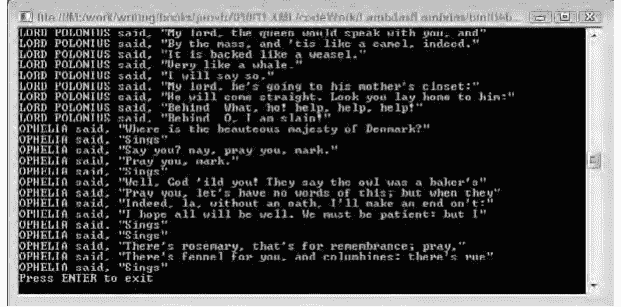 LORD POLONIUS said, "My lord, the queen would speak with you, and"
LORD POLONIUS said, "By the mass, and 'tis like a camel, indeed."
LORD POLONIUS said, "It is backed like a weasel."
LORD POLONIUS said, "Very like a whale."
LORD POLONIUS said, "I will say so."
LORD POLONIUS said, "My lord, he's going to his mother's closet:"
LORD POLONIUS said, "He will come straight. Look you lay home to him:"
LORD POLONIUS said, "Behind  What, ho! help, help, help!"
LORD POLONIUS said, "Behind  O, I am slain!"
OPHELIA said, "Where is the beauteous majesty of Denmark?"
OPHELIA said, "Sings"
OPHELIA said, "Say you? nay, pray you, mark."
OPHELIA said, "Pray you, mark."
OPHELIA said, "Sings"
OPHELIA said, "Well, God 'ild you! They say the owl was a baker's"
OPHELIA said, "Pray you, let's have no words of this; but when they"
OPHELIA said, "Indeed, la, without an oath, I'll make an end on't:"
OPHELIA said, "I hope all will be well. We must be patient: but I"
OPHELIA said, "Sings"
OPHELIA said, "Sings"
OPHELIA said, "There's rosemary, that's for remembrance; pray,"
OPHELIA said, "There's fennel for you, and columbines: there's rue"
OPHELIA said, "Sings"
Press ENTER to exit